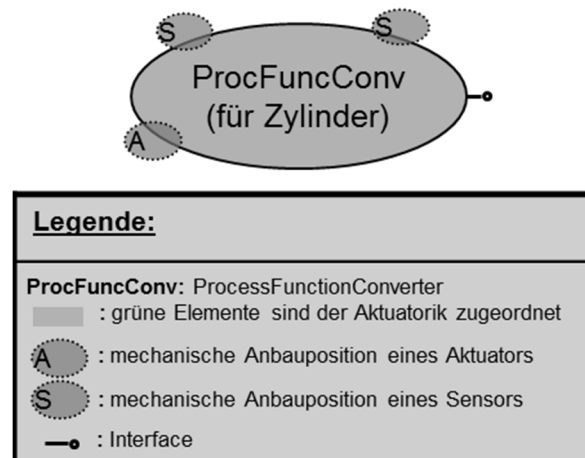 S S
ProcFuncConv
(für Zylinder)
A
Legende:
ProcFuncConv: ProcessFunctionConverter
: grüne Elemente sind der Aktuatorik zugeordnet
A : mechanische Anbauposition eines Aktuators
S : mechanische Anbauposition eines Sensors
: Interface